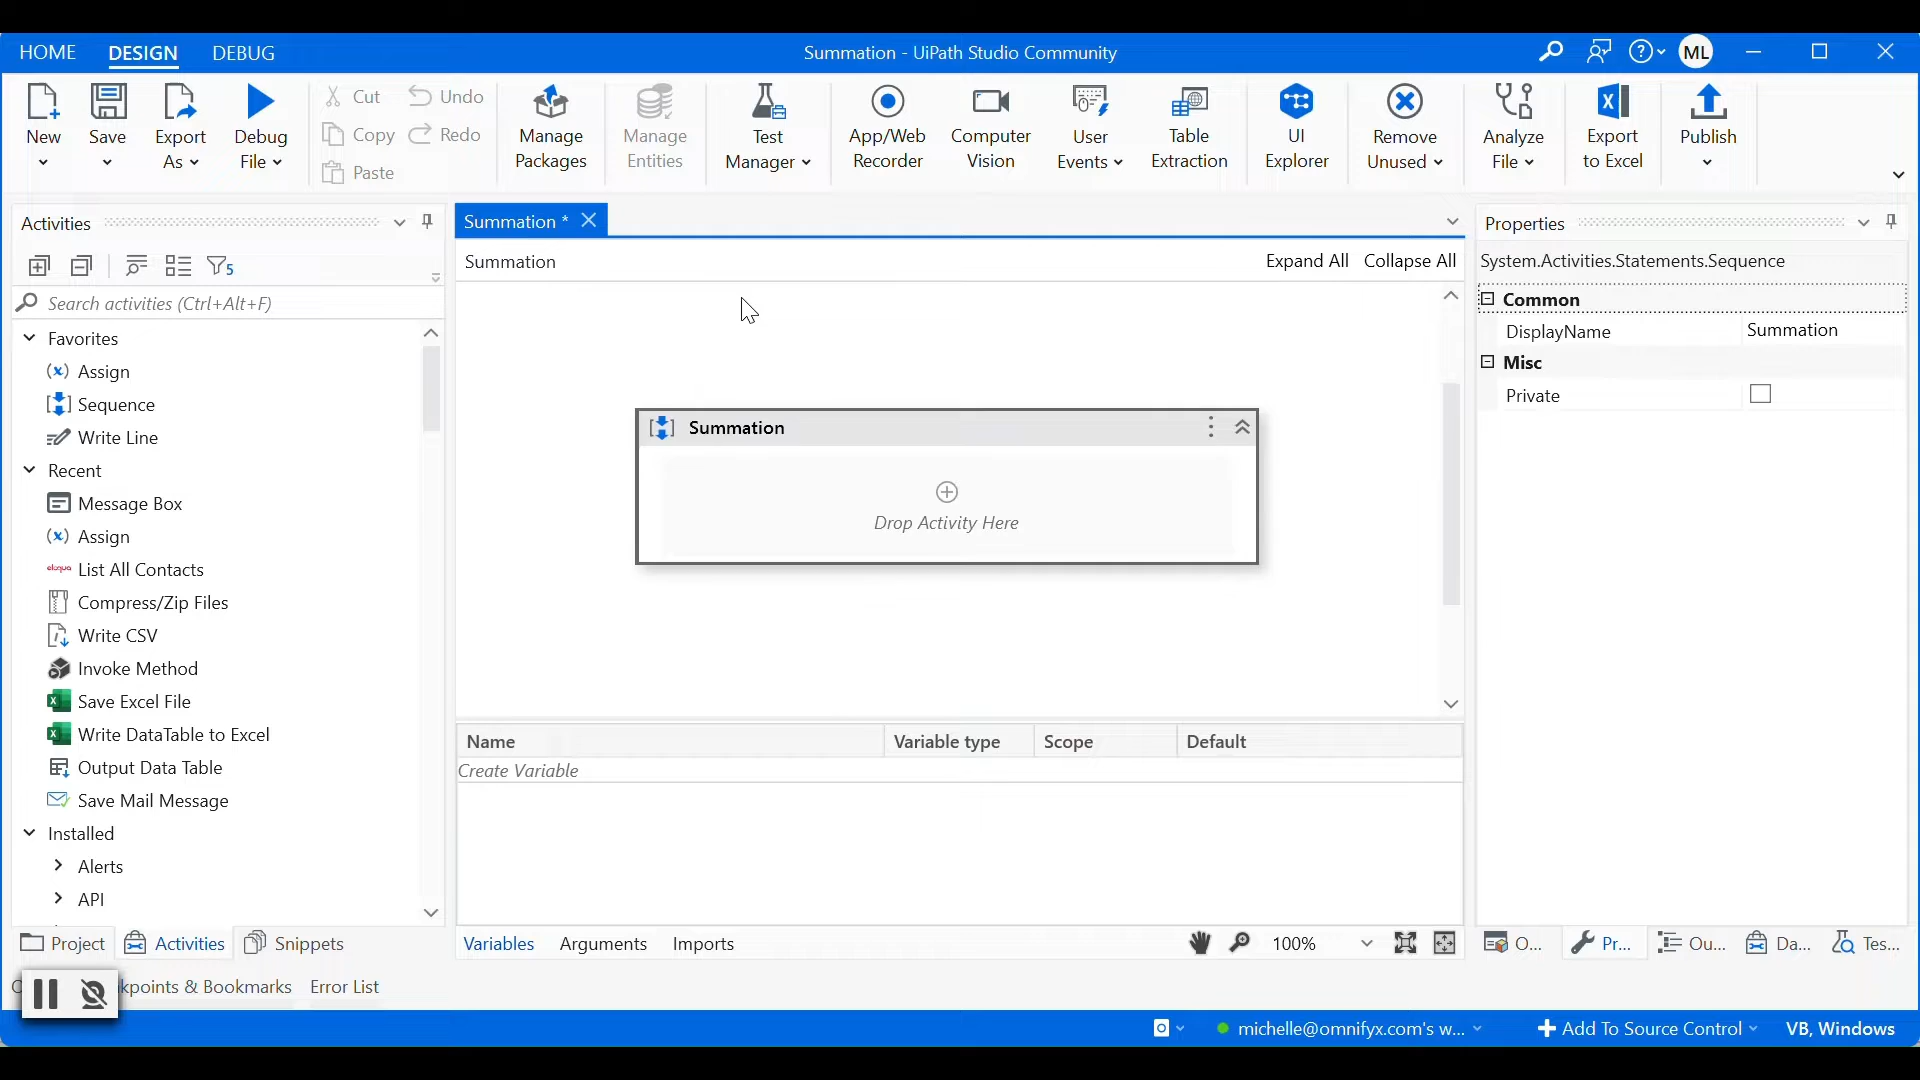 HOME DESIGN DEBUG
Summation - UiPath Studio Community
ML
New
Save
Export
As
Debug
File
Cut
Undo
Copy
Redo
Paste
Manage
Packages
Manage
Entities
Test
Manager
App/Web
Recorder
Computer
Vision
User
Events
Table
Extraction
UI
Explorer
Remove
Unused
Analyze
File
Export
to Excel
Publish
Activities
5
Search activities (Ctrl+Alt+F)
Favorites
Assign
Sequence
Write Line
Recent
Message Box
Assign
eloqua List All Contacts
Compress/Zip Files
Write CSV
Invoke Method
Save Excel File
Write DataTable to Excel
Output Data Table
Save Mail Message
Installed
Alerts
API
Project Activities Snippets
Summation *
Summation
Expand All Collapse All
Summation
Drop Activity Here
Name Variable type Scope Default
Create Variable
Variables Arguments Imports
100%
Properties
System.Activities.Statements.Sequence
Common
DisplayName Summation
Misc
Private
O... Pr... Ou... Da... Tes...
kpoints & Bookmarks Error List
michelle@omnifyx.com's w...
Add To Source Control
VB, Windows